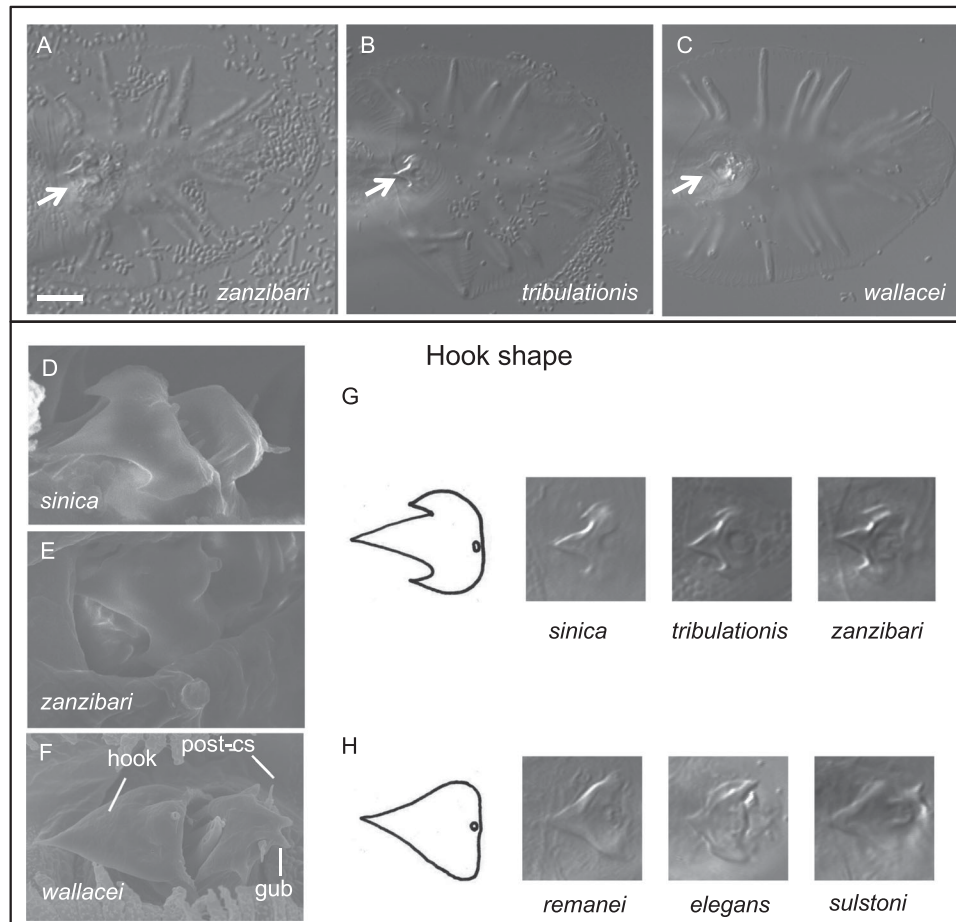 A
zanzibari
B
tribulationis
C
wallacei
Hook shape
D
sinica
E
zanzibari
F
hook
post-cs
gub
wallacei
G
sinica
tribulationis
zanzibari
H
remanei
elegans
sulstoni